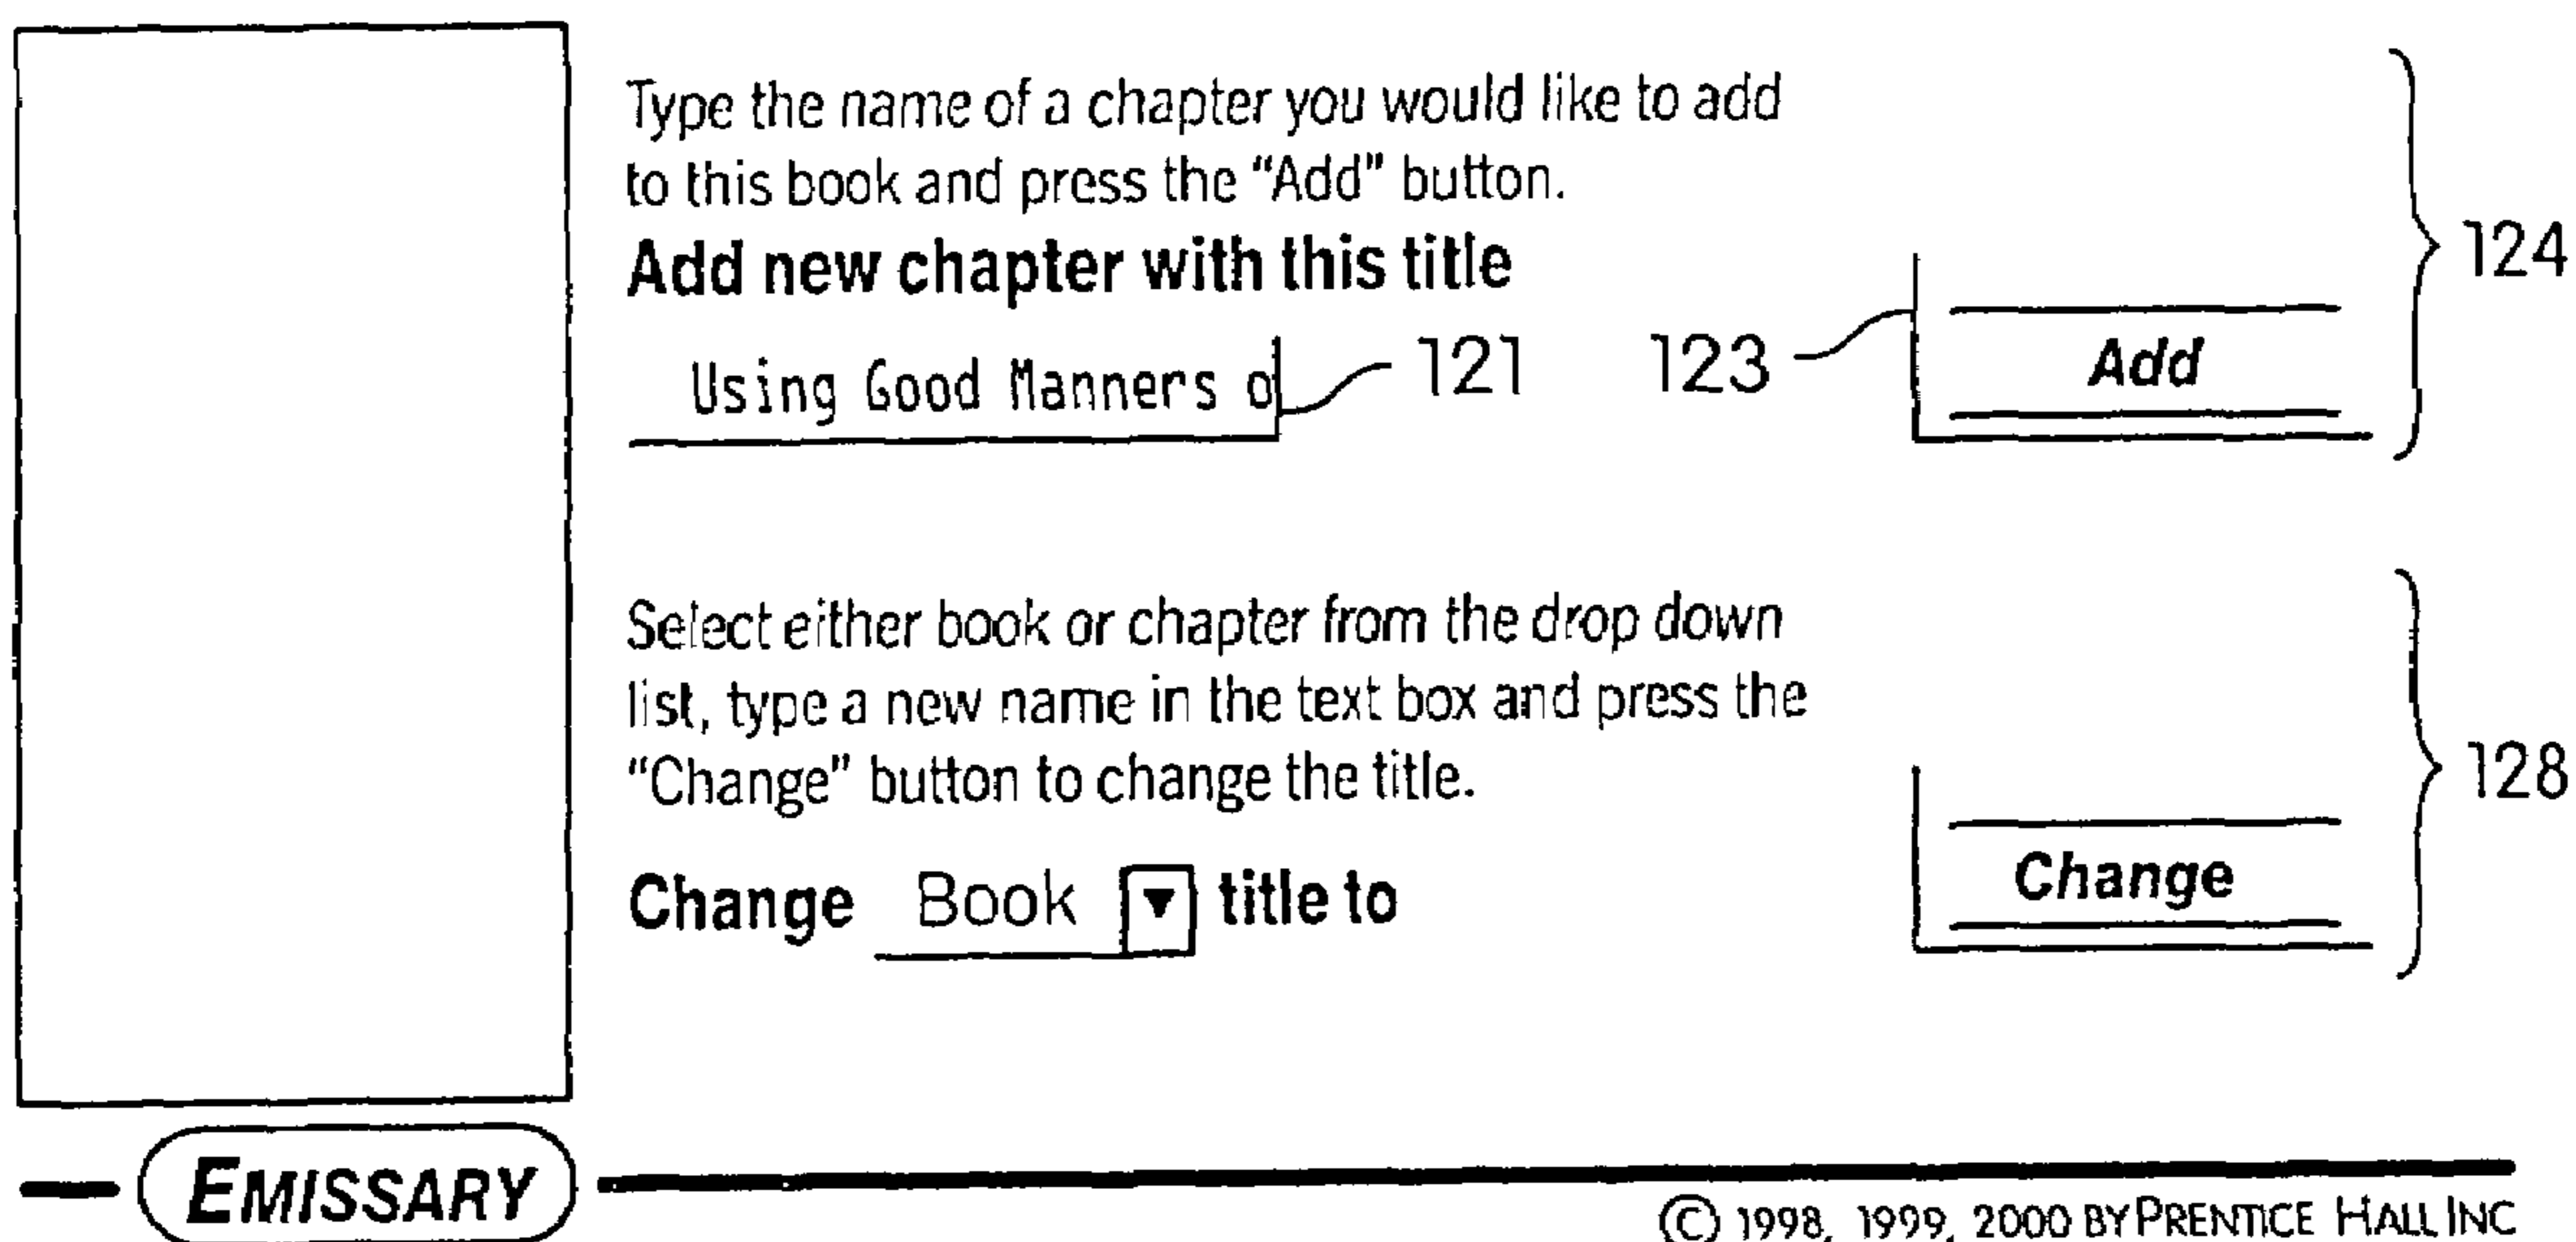 Type the name of a chapter you would like to add
to this book and press the “Add” button.
Add new chapter with this title
Using Good Manners o 121 123 Add 124
Select either book or chapter from the drop down
list, type a new name in the text box and press the
“Change” button to change the title.
128
Change Book ▼ title to Change
EMISSARY
© 1998, 1999, 2000 BY PRENTICE HALL INC